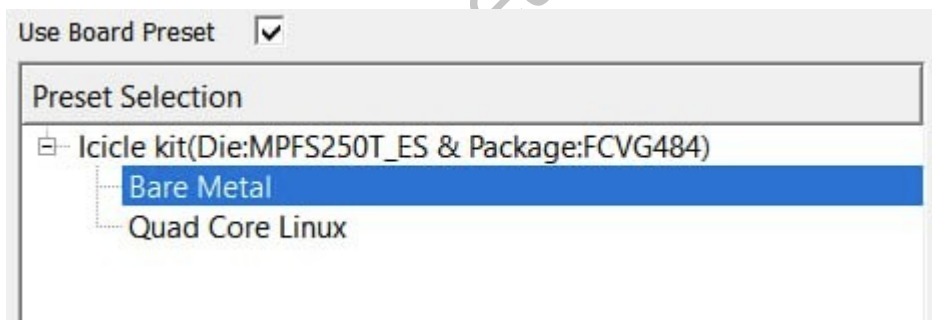 Use Board Preset
Preset Selection
Icicle kit(Die:MPFS250T_ES & Package:FCVG484)
Bare Metal
Quad Core Linux